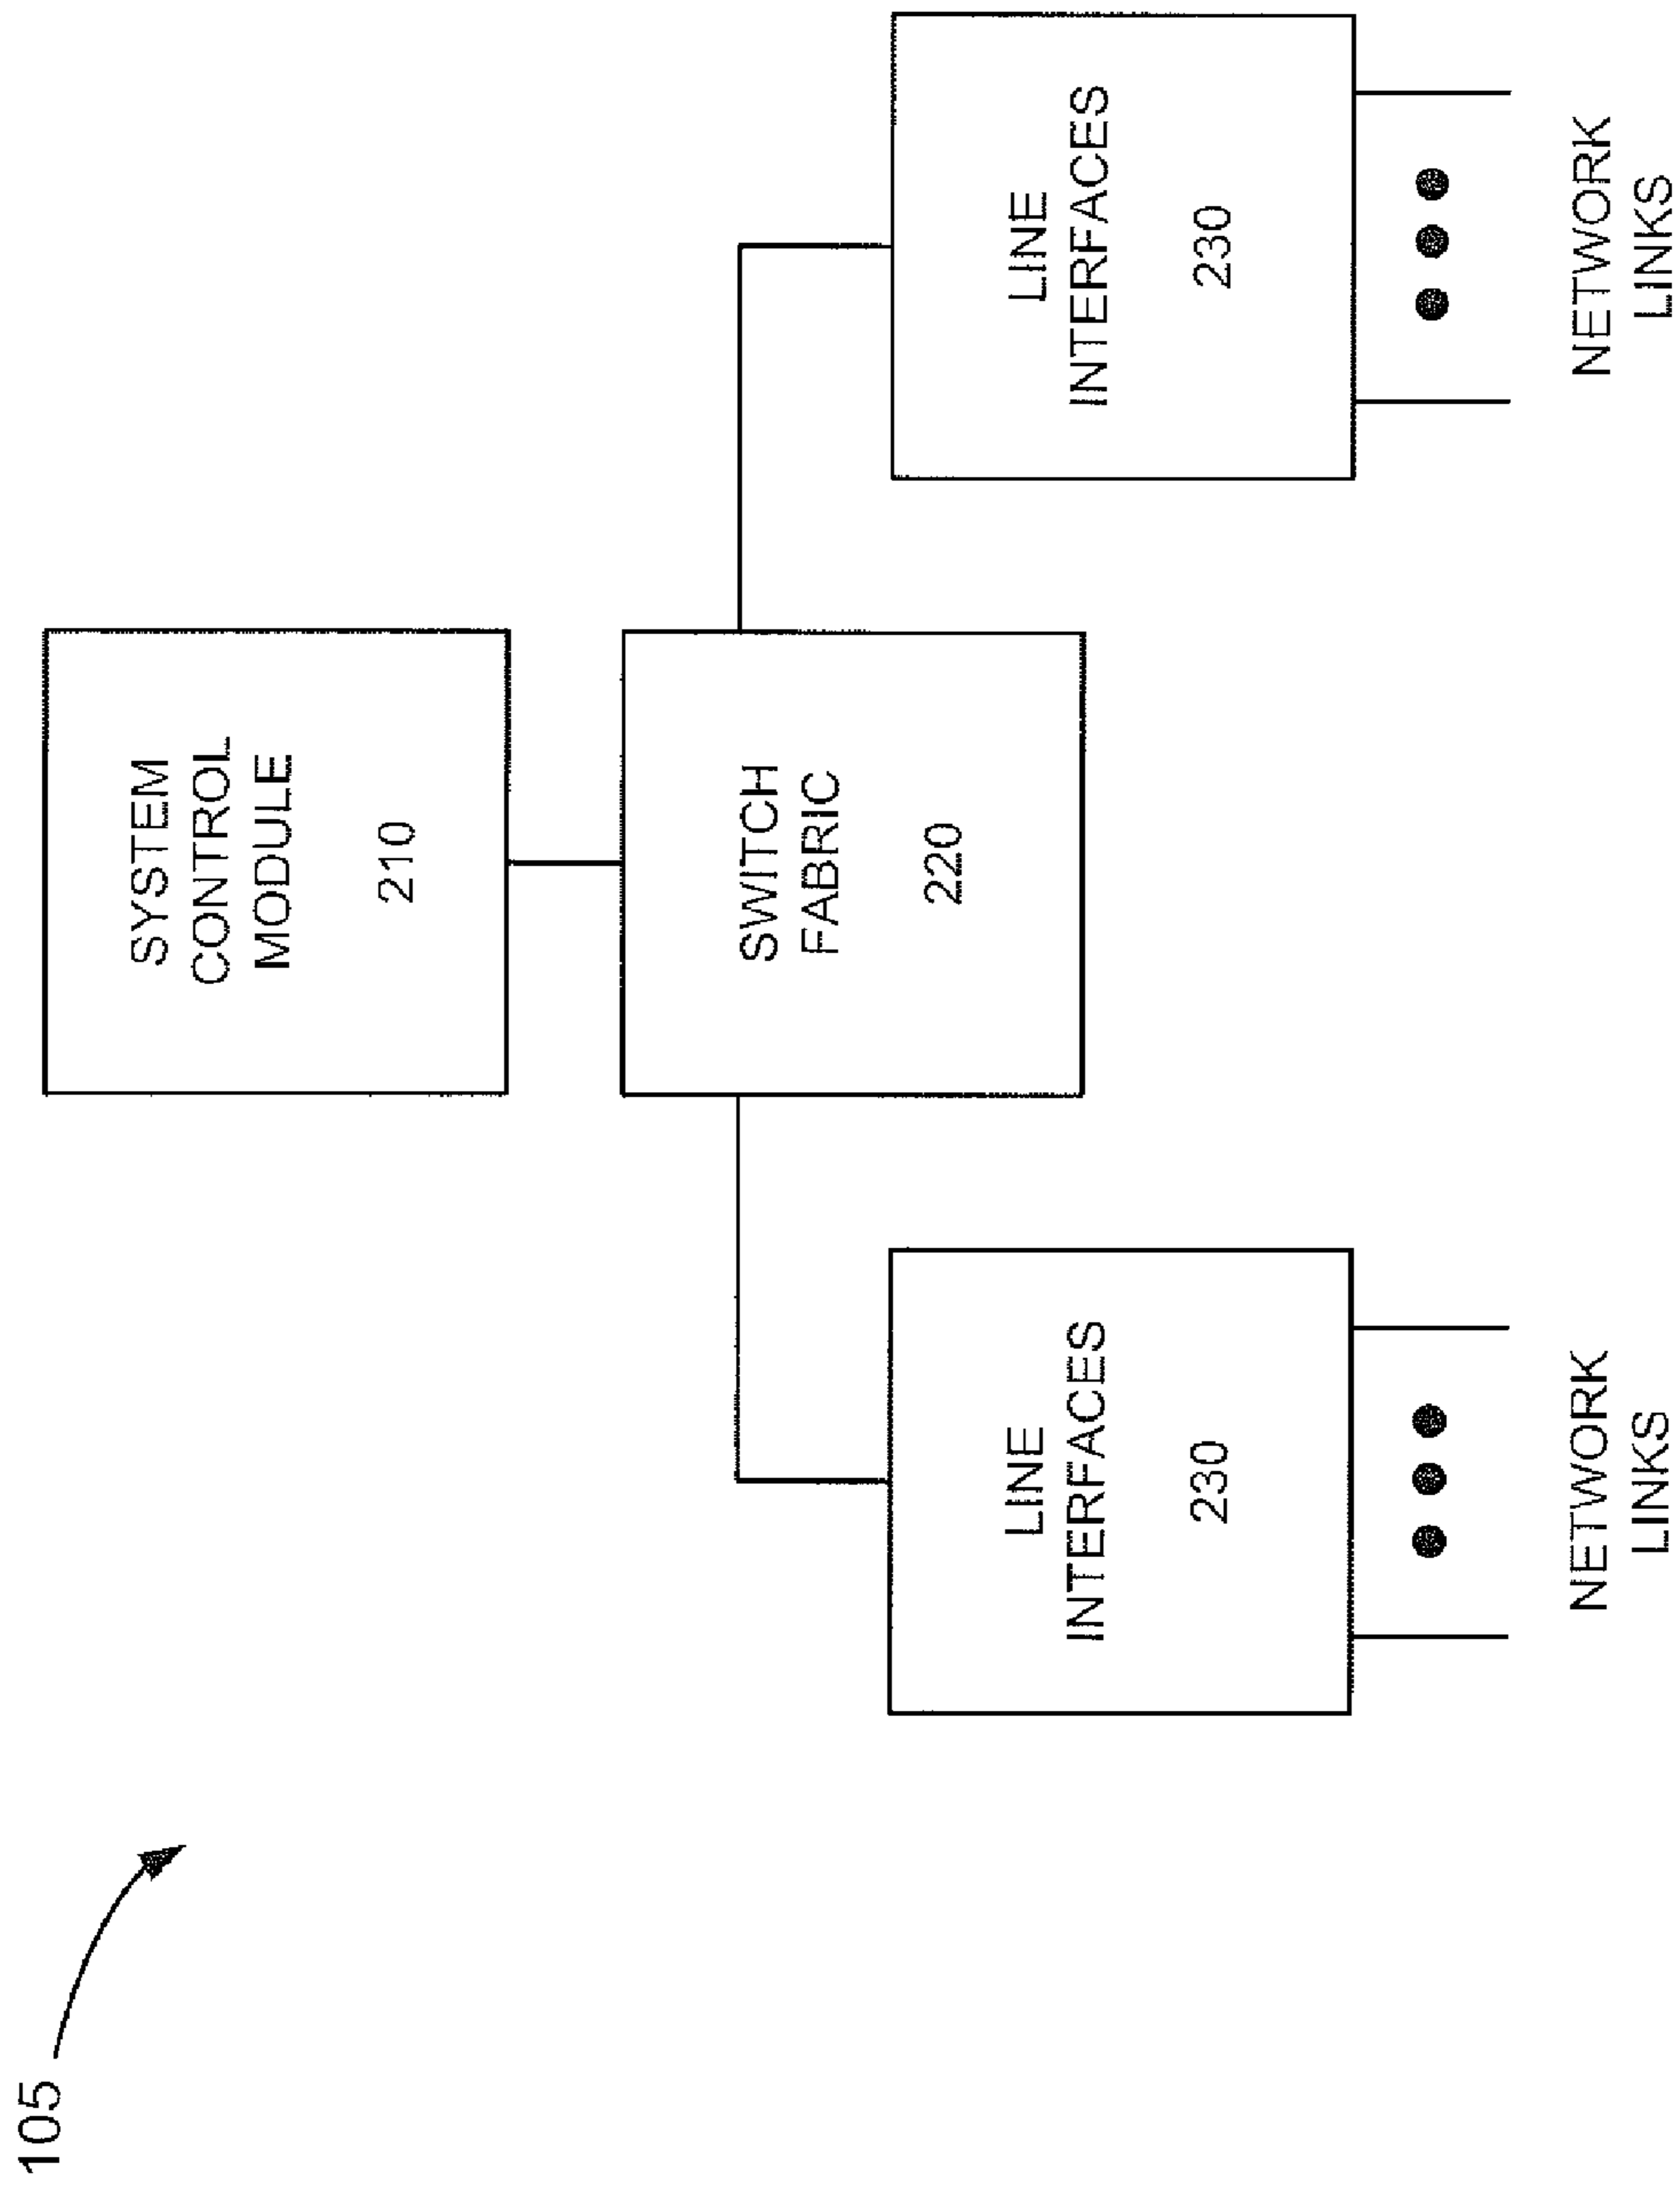 105
SYSTEM
CONTROL
MODULE
210
SWITCH
FABRIC
220
LINE
INTERFACES
230
NETWORK
LINKS
LINE
INTERFACES
230
NETWORK
LINKS